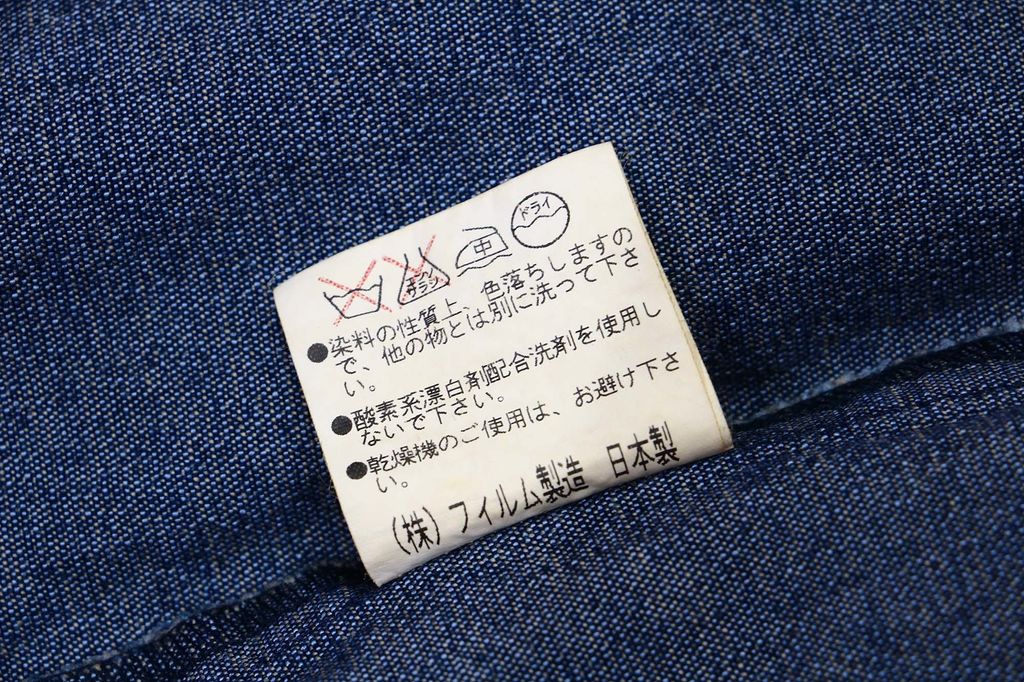 エンソ
サラシ
中
ドライ
●染料の性質上、色落ちしますの
で、他の物とは別に洗って下さ
い。
●酸素系漂白剤配合洗剤を使用し
ないで下さい。
●乾燥機のご使用は、お避け下さ
い。
(株)フィルム製造 日本製